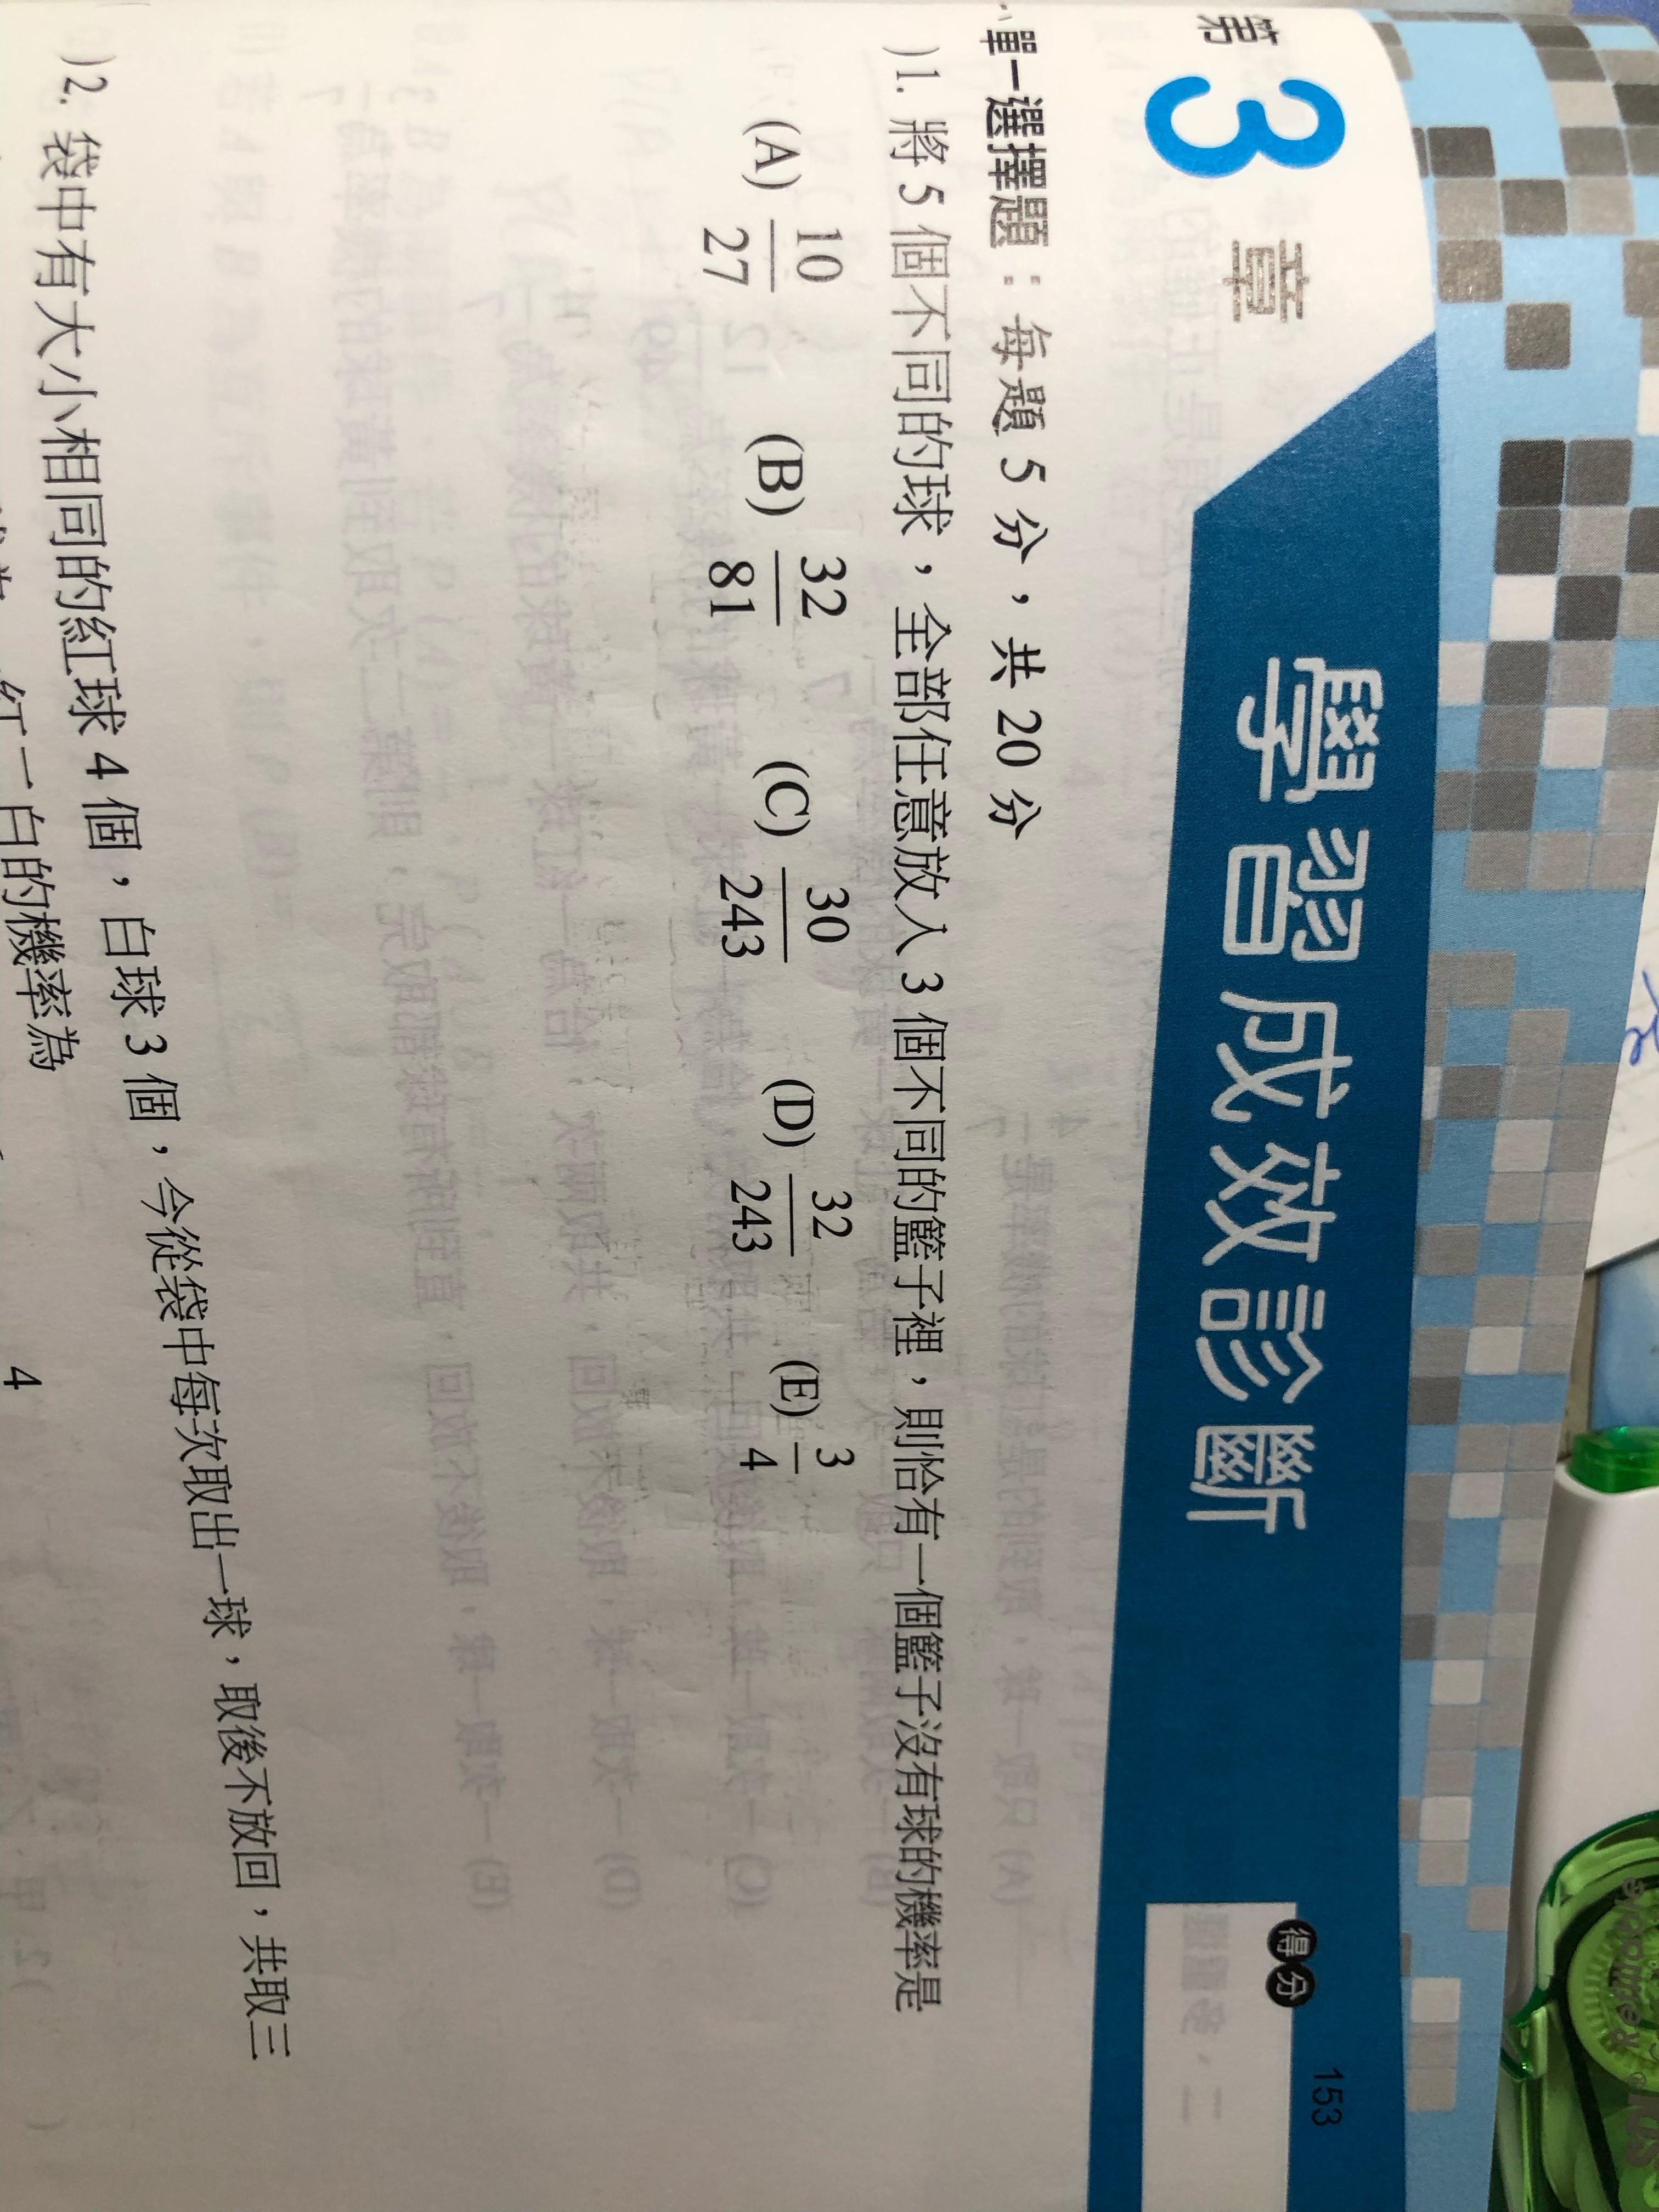 153
第3章 學習成效診斷
得分
單一選擇題：每題 5 分，共 20 分
)1. 將 5 個不同的球，全部任意放入 3 個不同的籃子裡，則恰有一個籃子沒有球的機率是
(A) 10/27 (B) 32/81 (C) 30/243 (D) 32/243 (E) 3/4
)2. 袋中有大小相同的紅球 4 個，白球 3 個，今從袋中每次取出一球，取後不放回，共取三
紅一白的機率為
4